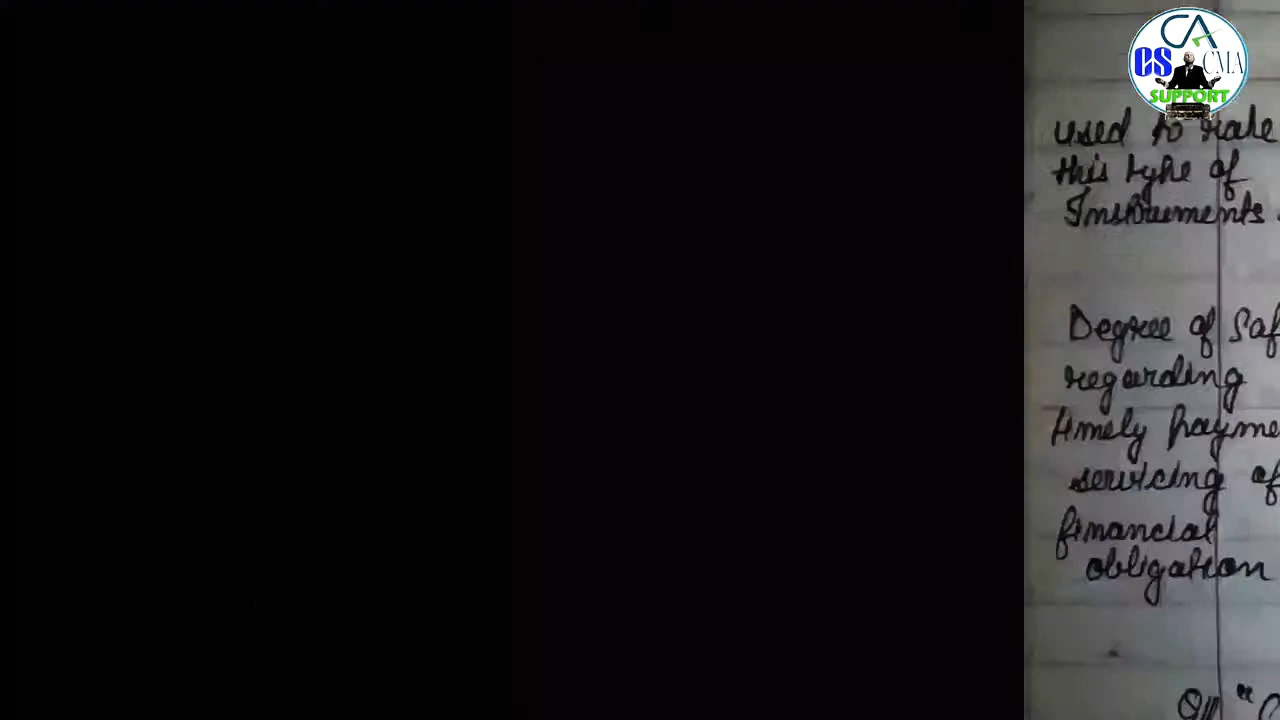 CA
CS CMA
SUPPORT
used to rate
this type of
Instruments
Degree of Saf
regarding
timely payme
servicing of
financial
obligation